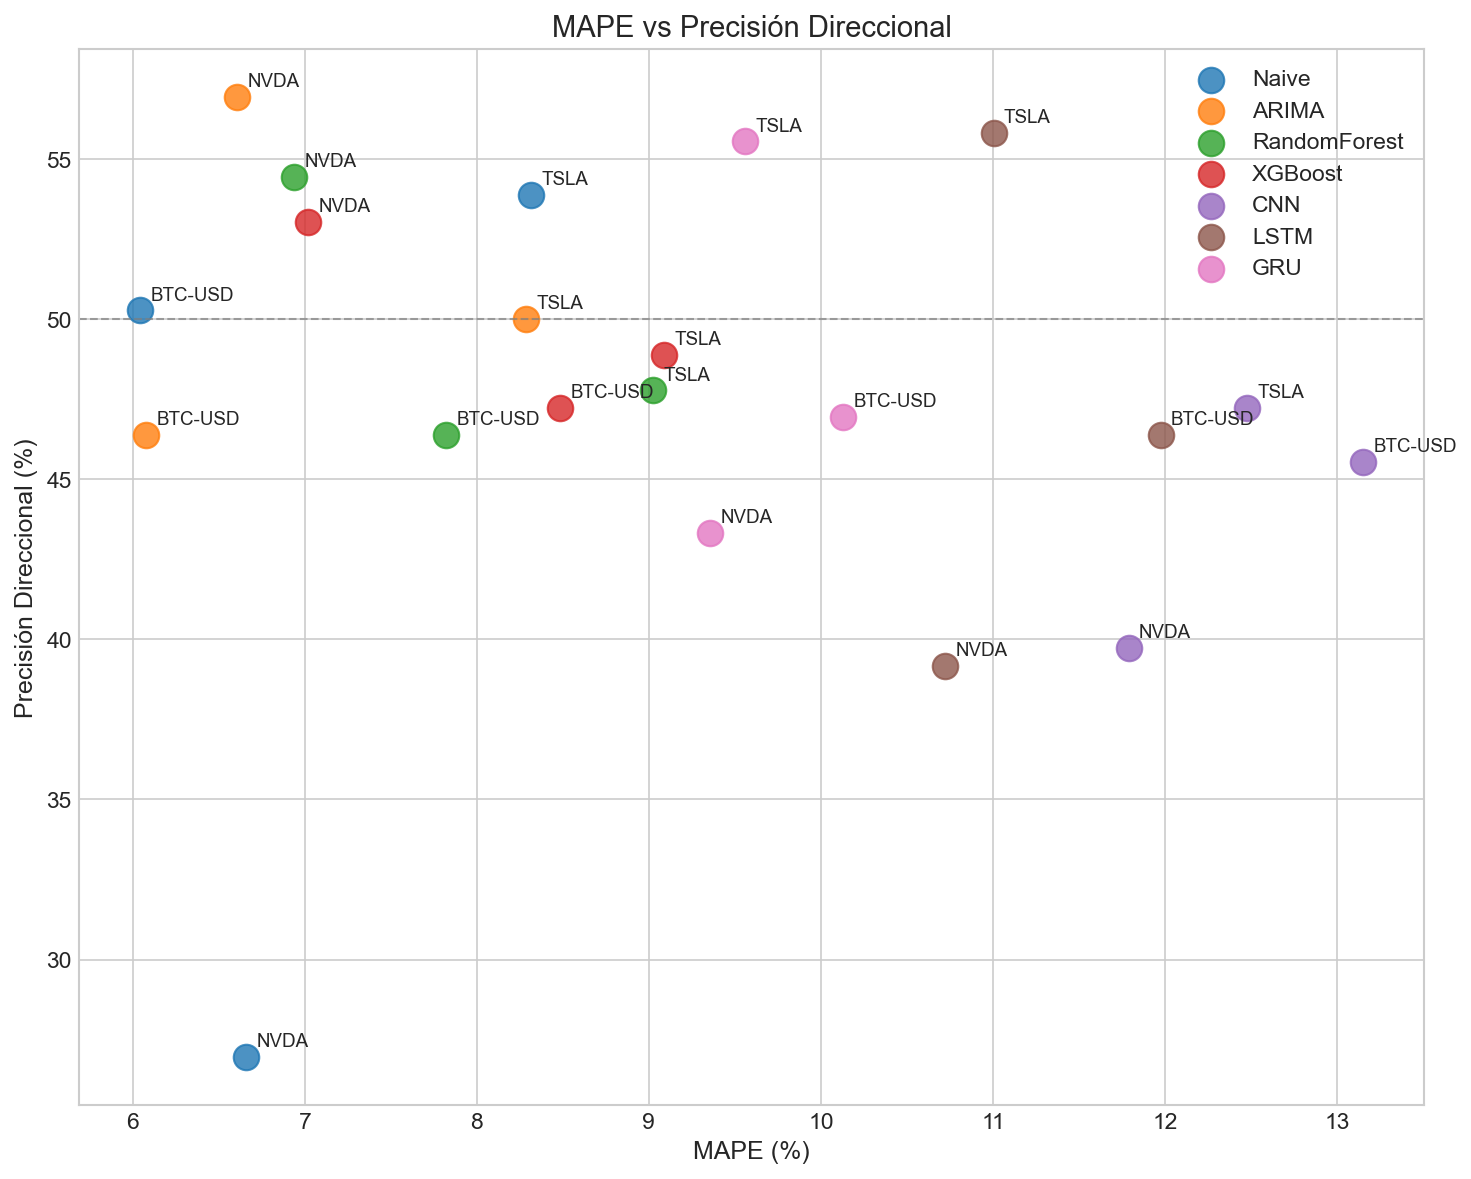 MAPE vs Precisión Direccional
Naive
ARIMA
RandomForest
XGBoost
CNN
LSTM
GRU
NVDA
TSLA
TSLA
NVDA
TSLA
NVDA
BTC-USD
TSLA
TSLA
TSLA
BTC-USD
TSLA
BTC-USD
BTC-USD
BTC-USD
BTC-USD
BTC-USD
NVDA
NVDA
NVDA
NVDA
Precisión Direccional (%)
55
50
45
40
35
30
6
7
8
9
10
11
12
13
MAPE (%)